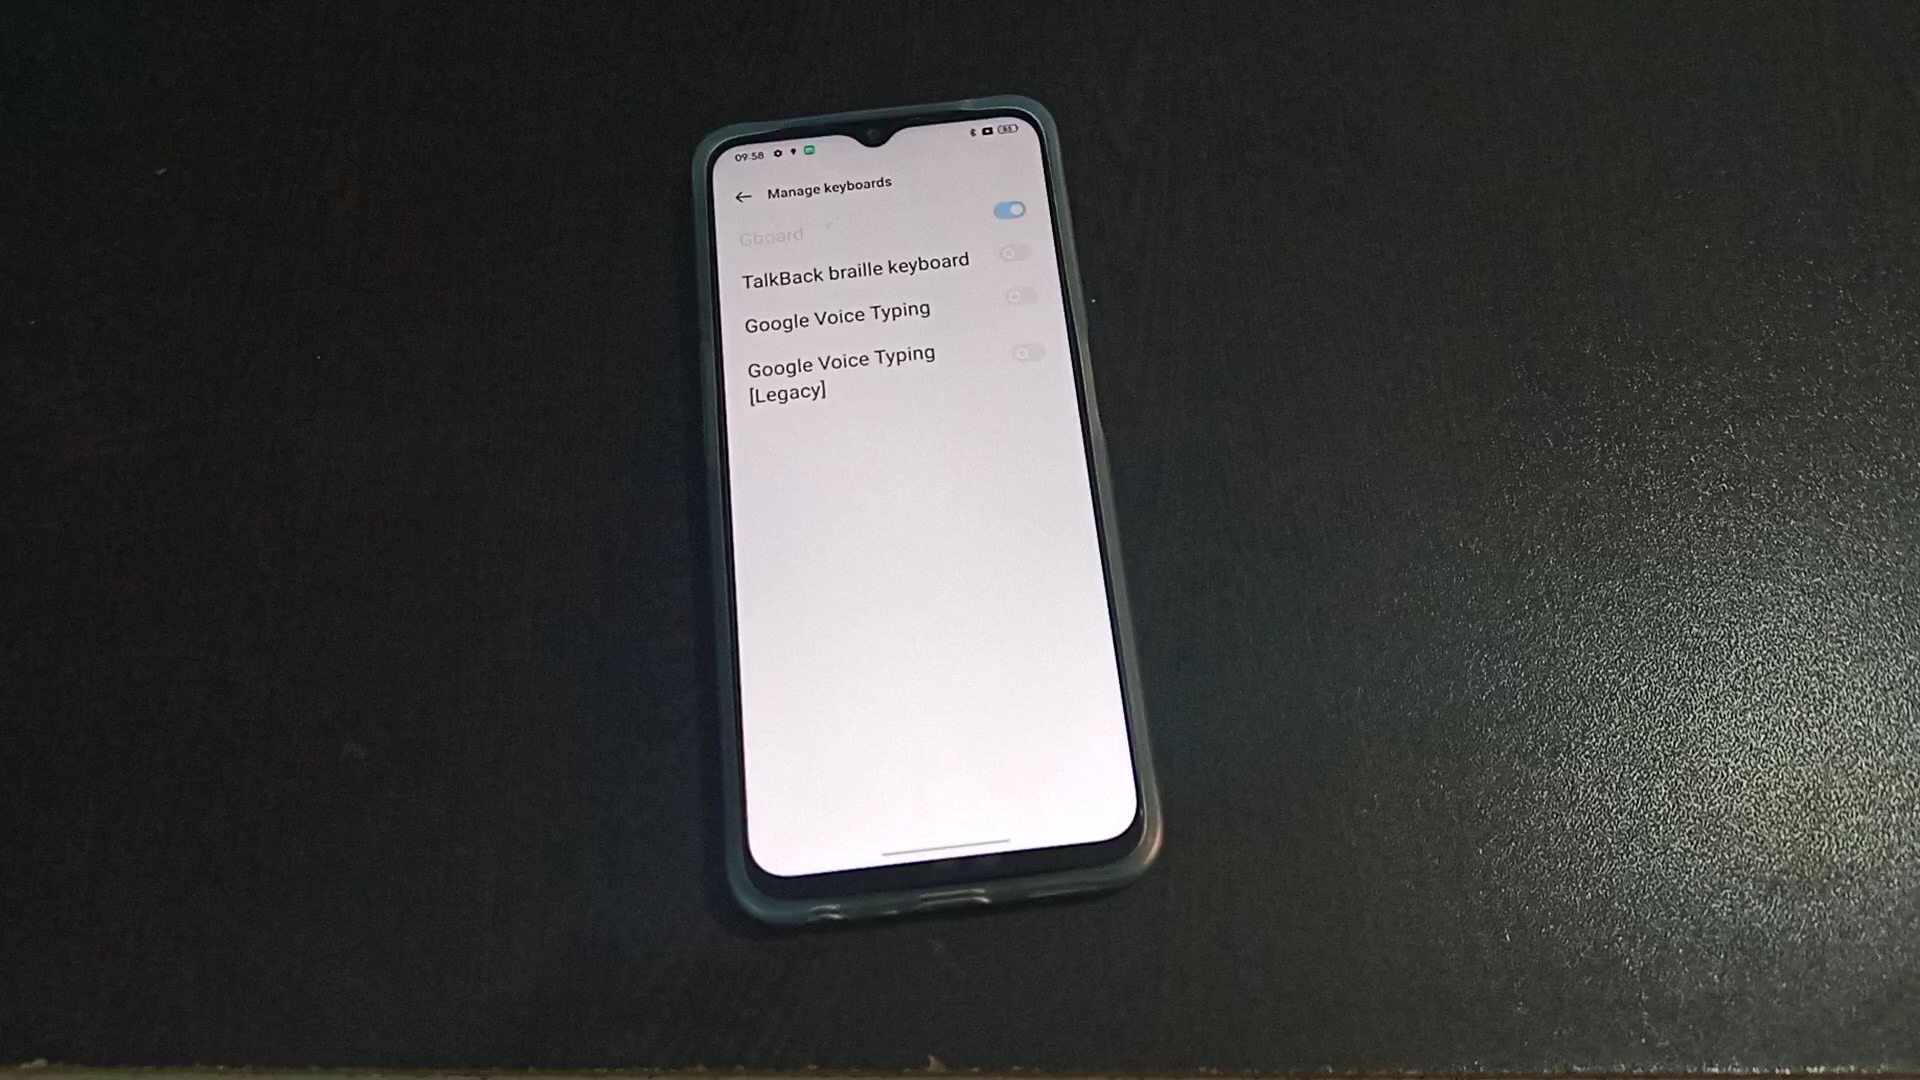 09:58
Manage keyboards
Gboard
TalkBack braille keyboard
Google Voice Typing
Google Voice Typing
[Legacy]